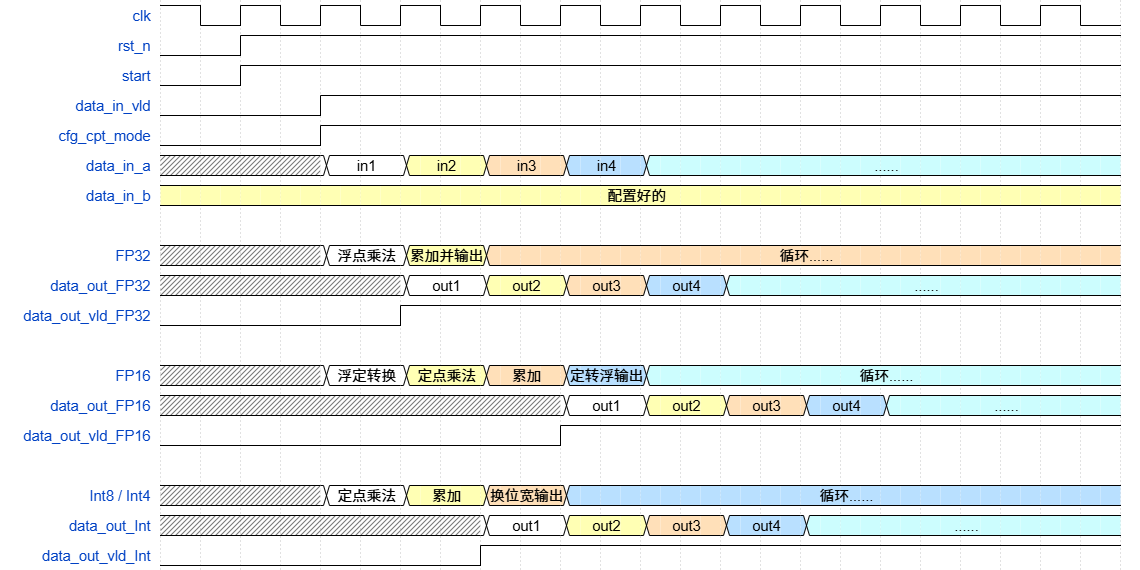 clk
rst_n
start
data_in_vld
cfg_cpt_mode
data_in_a in1 in2 in3 in4 ......
data_in_b 配置好的
FP32 浮点乘法 累加并输出 循环......
data_out_FP32 out1 out2 out3 out4 ......
data_out_vld_FP32
FP16 浮定转换 定点乘法 累加 定转浮输出 循环......
data_out_FP16 out1 out2 out3 out4 ......
data_out_vld_FP16
Int8 / Int4 定点乘法 累加 换位宽输出 循环......
data_out_Int out1 out2 out3 out4 ......
data_out_vld_Int